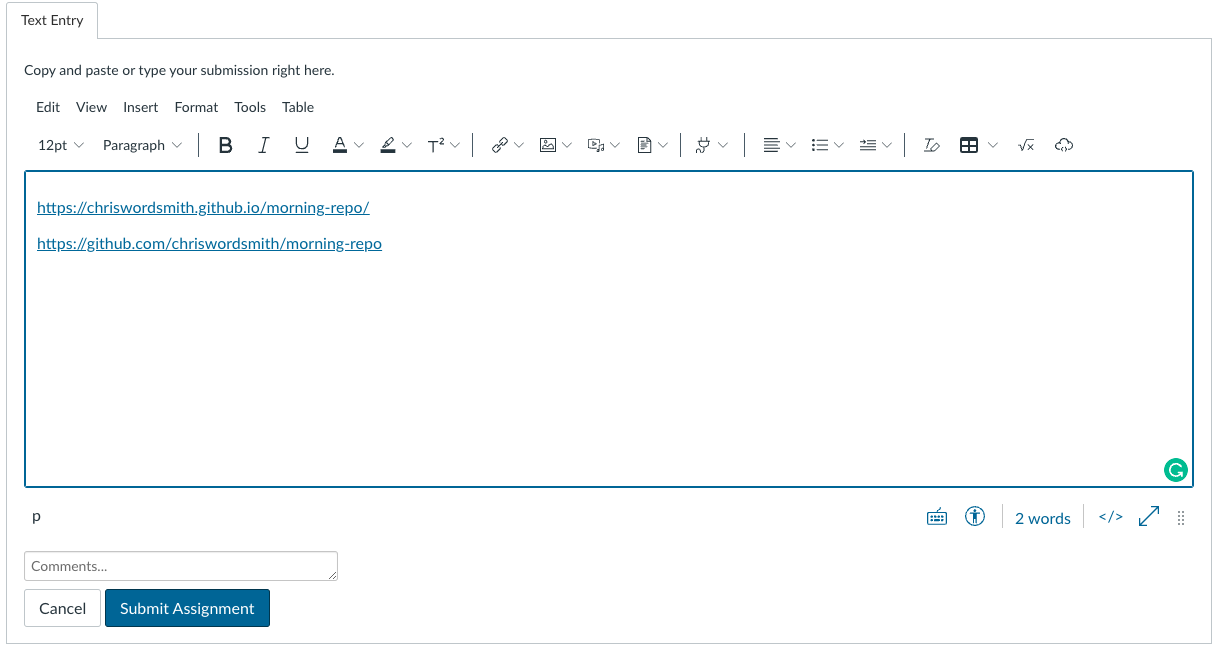 Text Entry
Copy and paste or type your submission right here.
Edit View Insert Format Tools Table
12pt Paragraph B I U A T²
https://chriswordsmith.github.io/morning-repo/
https://github.com/chriswordsmith/morning-repo
p 2 words </>
Comments...
Cancel Submit Assignment